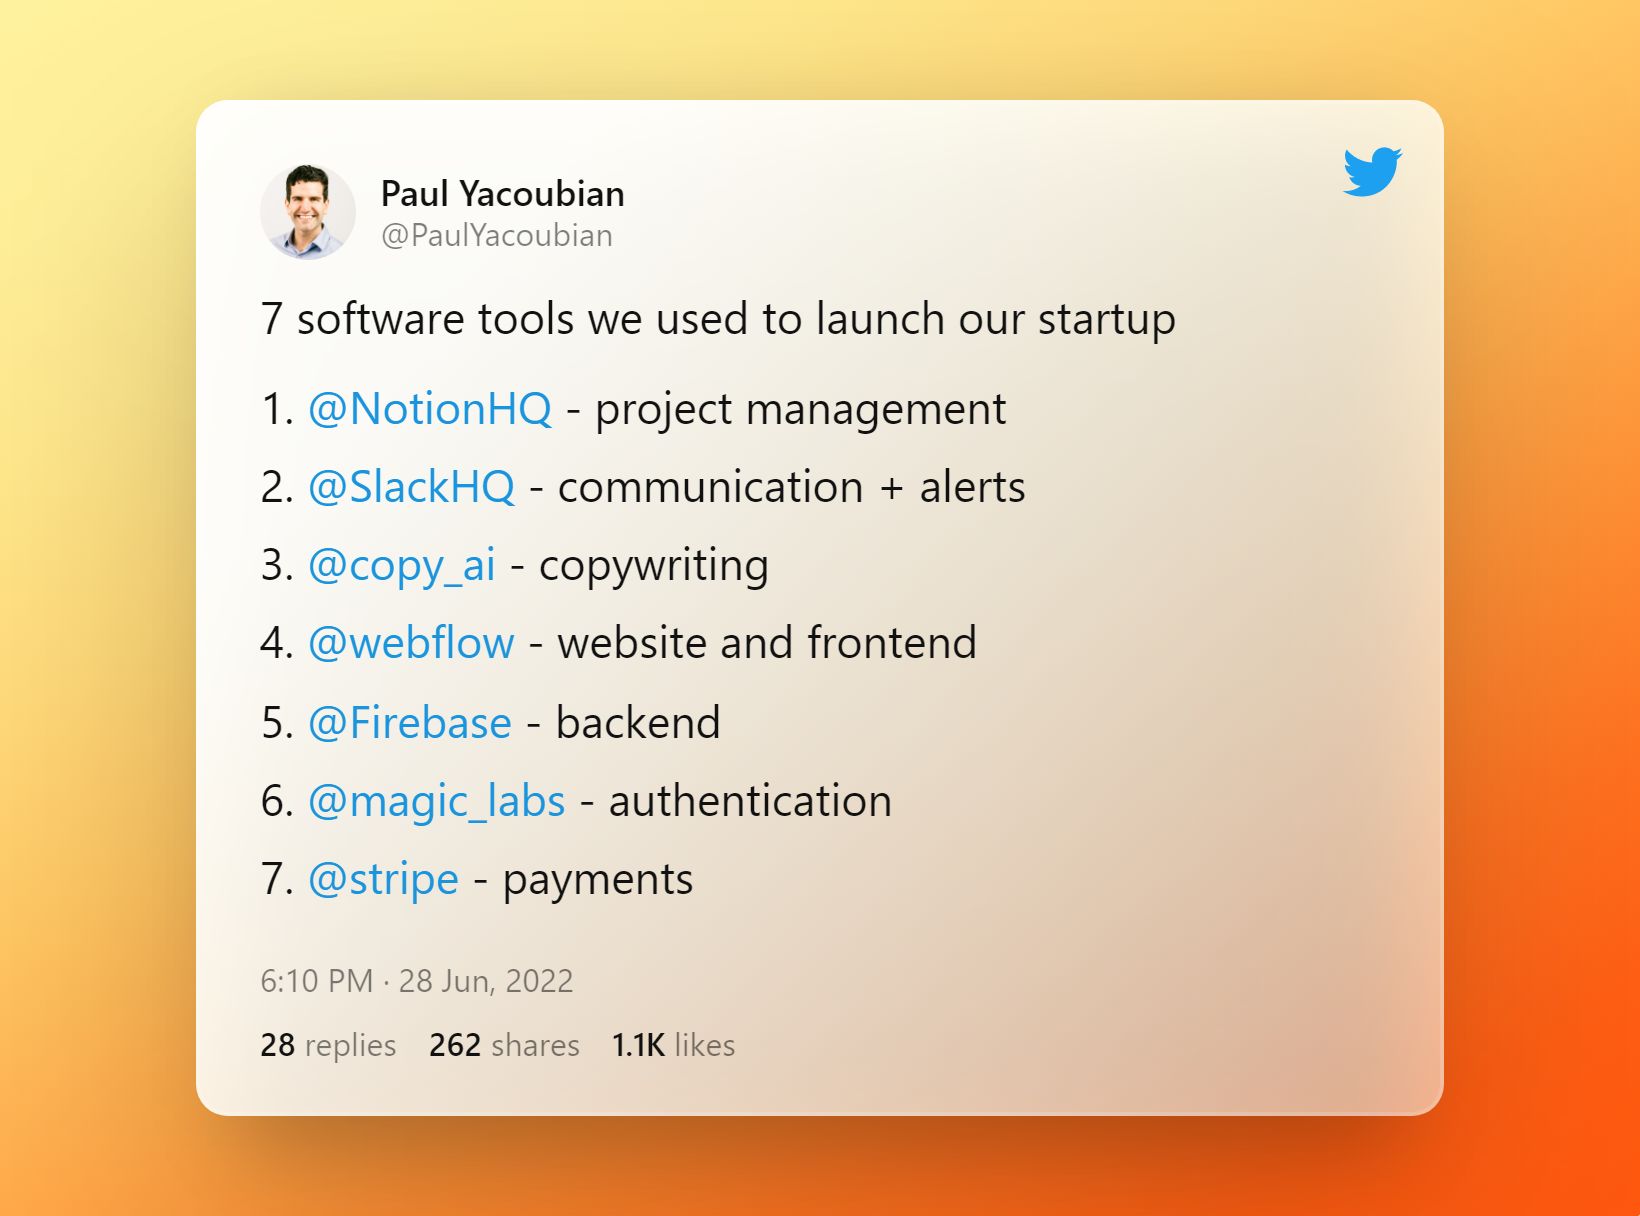 Paul Yacoubian
@PaulYacoubian
7 software tools we used to launch our startup
1. @NotionHQ - project management
2. @SlackHQ - communication + alerts
3. @copy_ai - copywriting
4. @webflow - website and frontend
5. @Firebase - backend
6. @magic_labs - authentication
7. @stripe - payments
6:10 PM · 28 Jun, 2022
28 replies 262 shares 1.1K likes